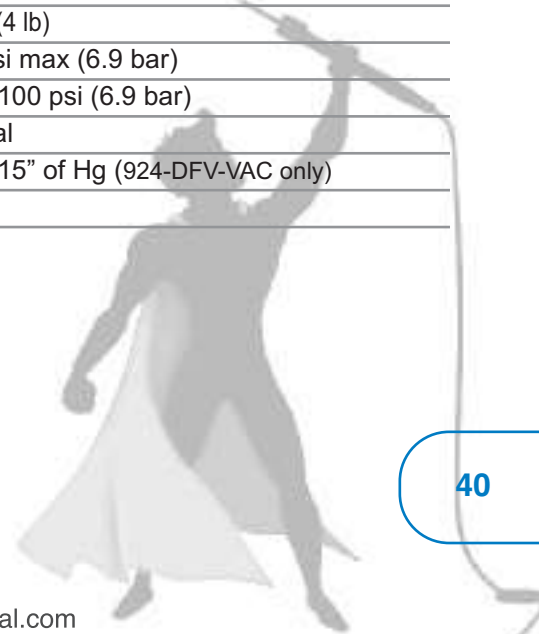 (4 lb)
si max (6.9 bar)
100 psi (6.9 bar)
al
15” of Hg (924-DFV-VAC only)
40
al.com